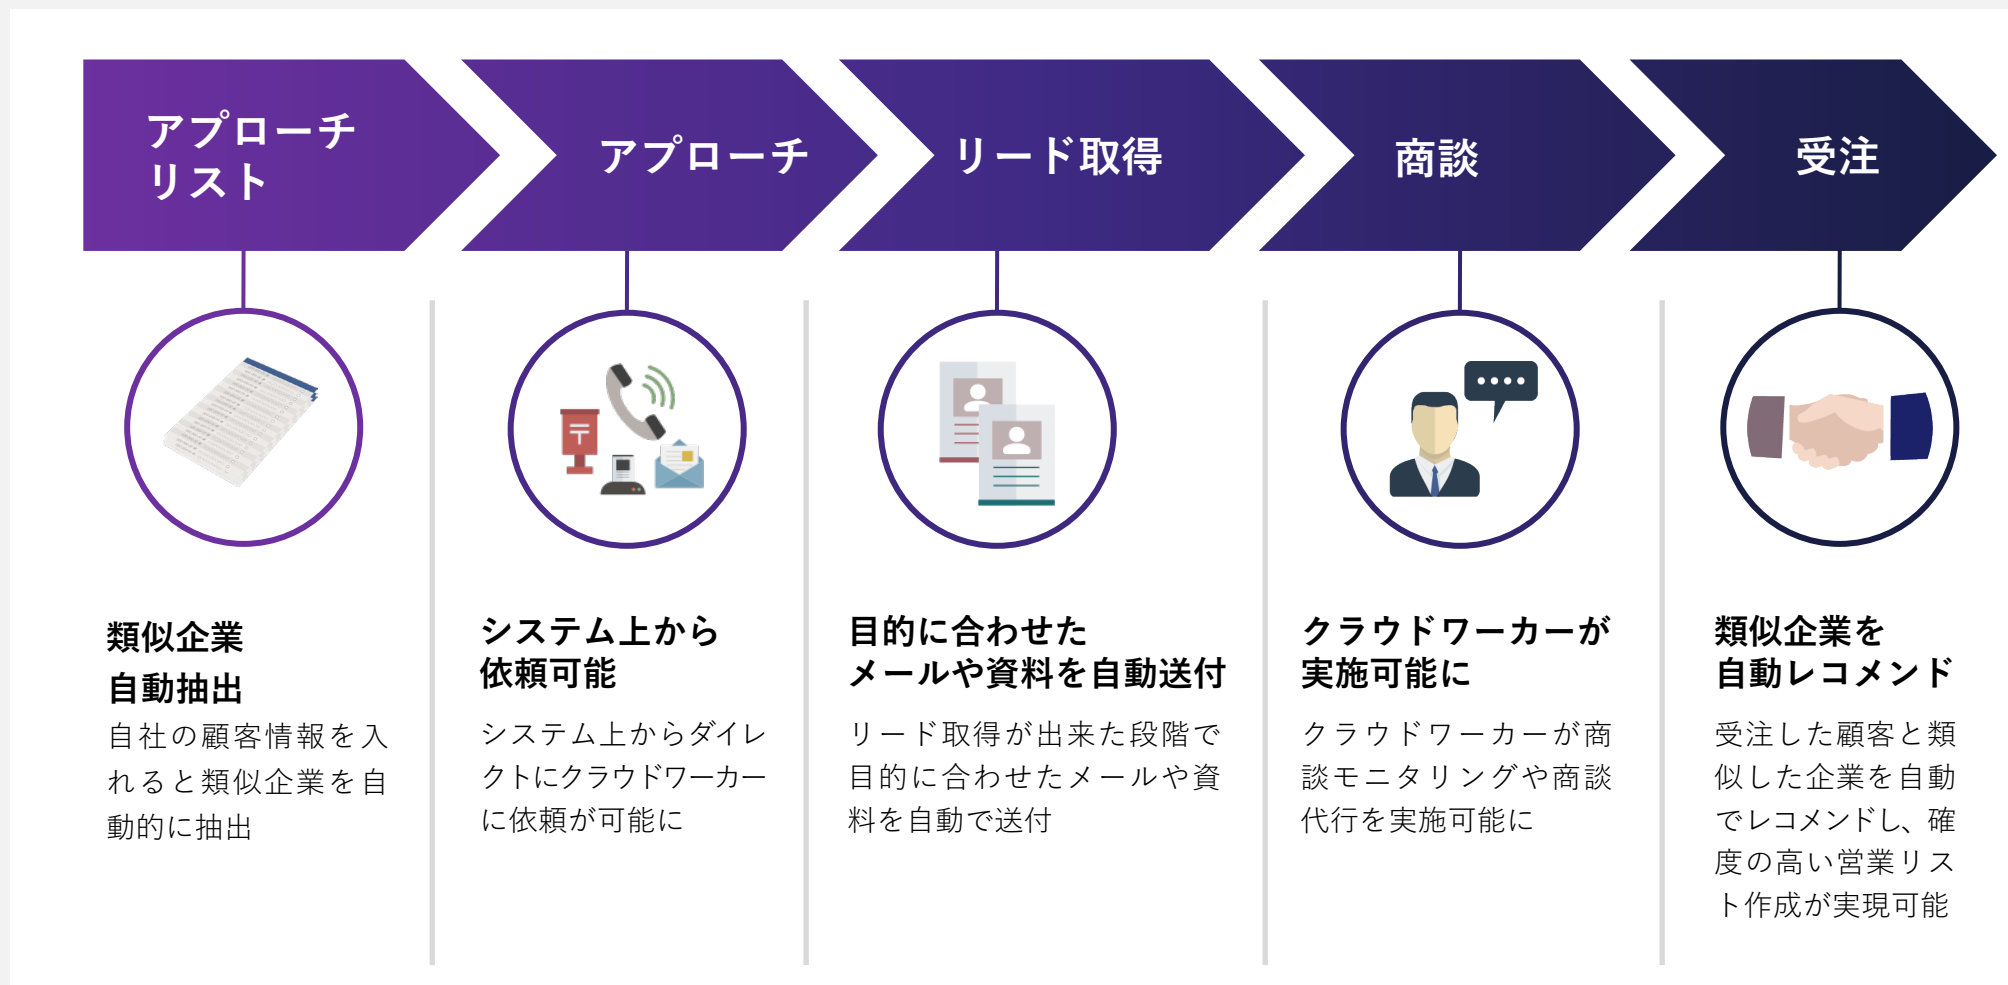 アプローチ
リスト
アプローチ
リード取得
商談
受注
〒
類似企業
自動抽出
自社の顧客情報を入
れると類似企業を自
動的に抽出
システム上から
依頼可能
システム上からダイレ
クトにクラウドワーカー
に依頼が可能に
目的に合わせた
メールや資料を自動送付
リード取得が出来た段階で
目的に合わせたメールや資
料を自動で送付
クラウドワーカーが
実施可能に
クラウドワーカーが商
談モニタリングや商談
代行を実施可能に
類似企業を
自動レコメンド
受注した顧客と類
似した企業を自動
でレコメンドし、確
度の高い営業リス
ト作成が実現可能